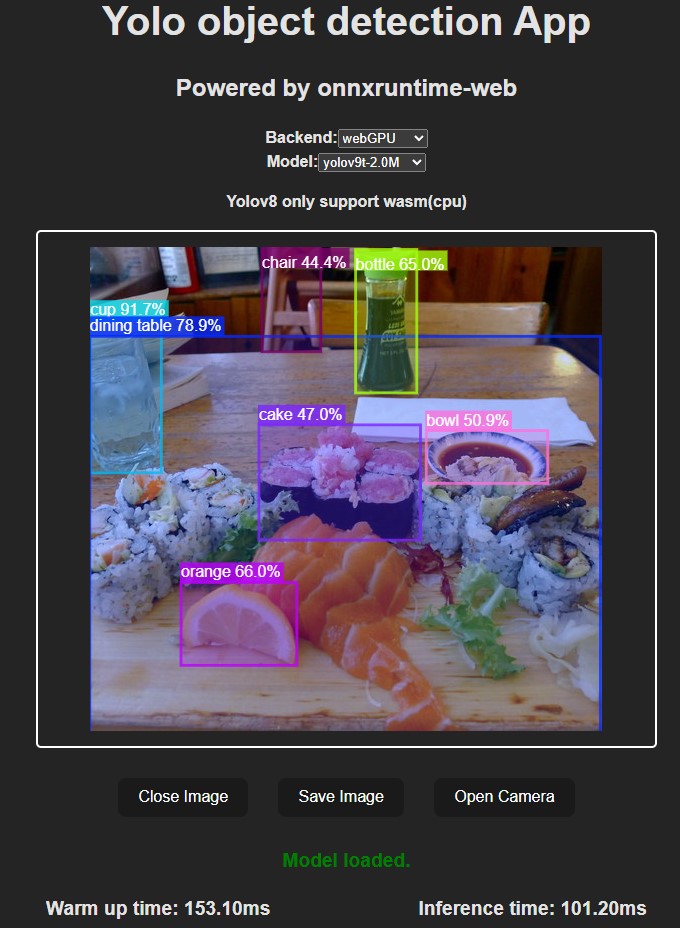 Yolo object detection App
Powered by onnxruntime-web
Backend: webGPU
Model: yolov9t-2.0M
Yolov8 only support wasm(cpu)
chair 44.4%
bottle 65.0%
cup 91.7%
dining table 78.9%
cake 47.0%
bowl 50.9%
orange 66.0%
Close Image
Save Image
Open Camera
Model loaded.
Warm up time: 153.10ms
Inference time: 101.20ms